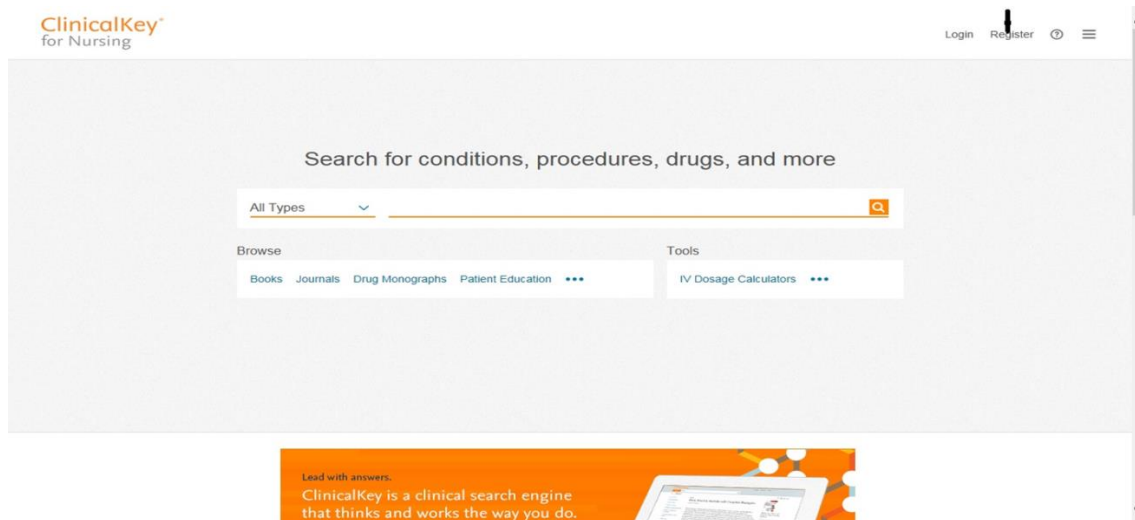 ClinicalKey®
for Nursing
Login Register ?
Search for conditions, procedures, drugs, and more
All Types
Browse
Tools
Books Journals Drug Monographs Patient Education •••
IV Dosage Calculators •••
Lead with answers.
ClinicalKey is a clinical search engine
that thinks and works the way you do.